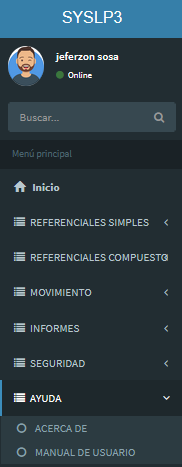 SYSLP3
jeferzon sosa
Online
Buscar...
Menú principal
Inicio
REFERENCIALES SIMPLES
REFERENCIALES COMPUESTO
MOVIMIENTO
INFORMES
SEGURIDAD
AYUDA
ACERCA DE
MANUAL DE USUARIO